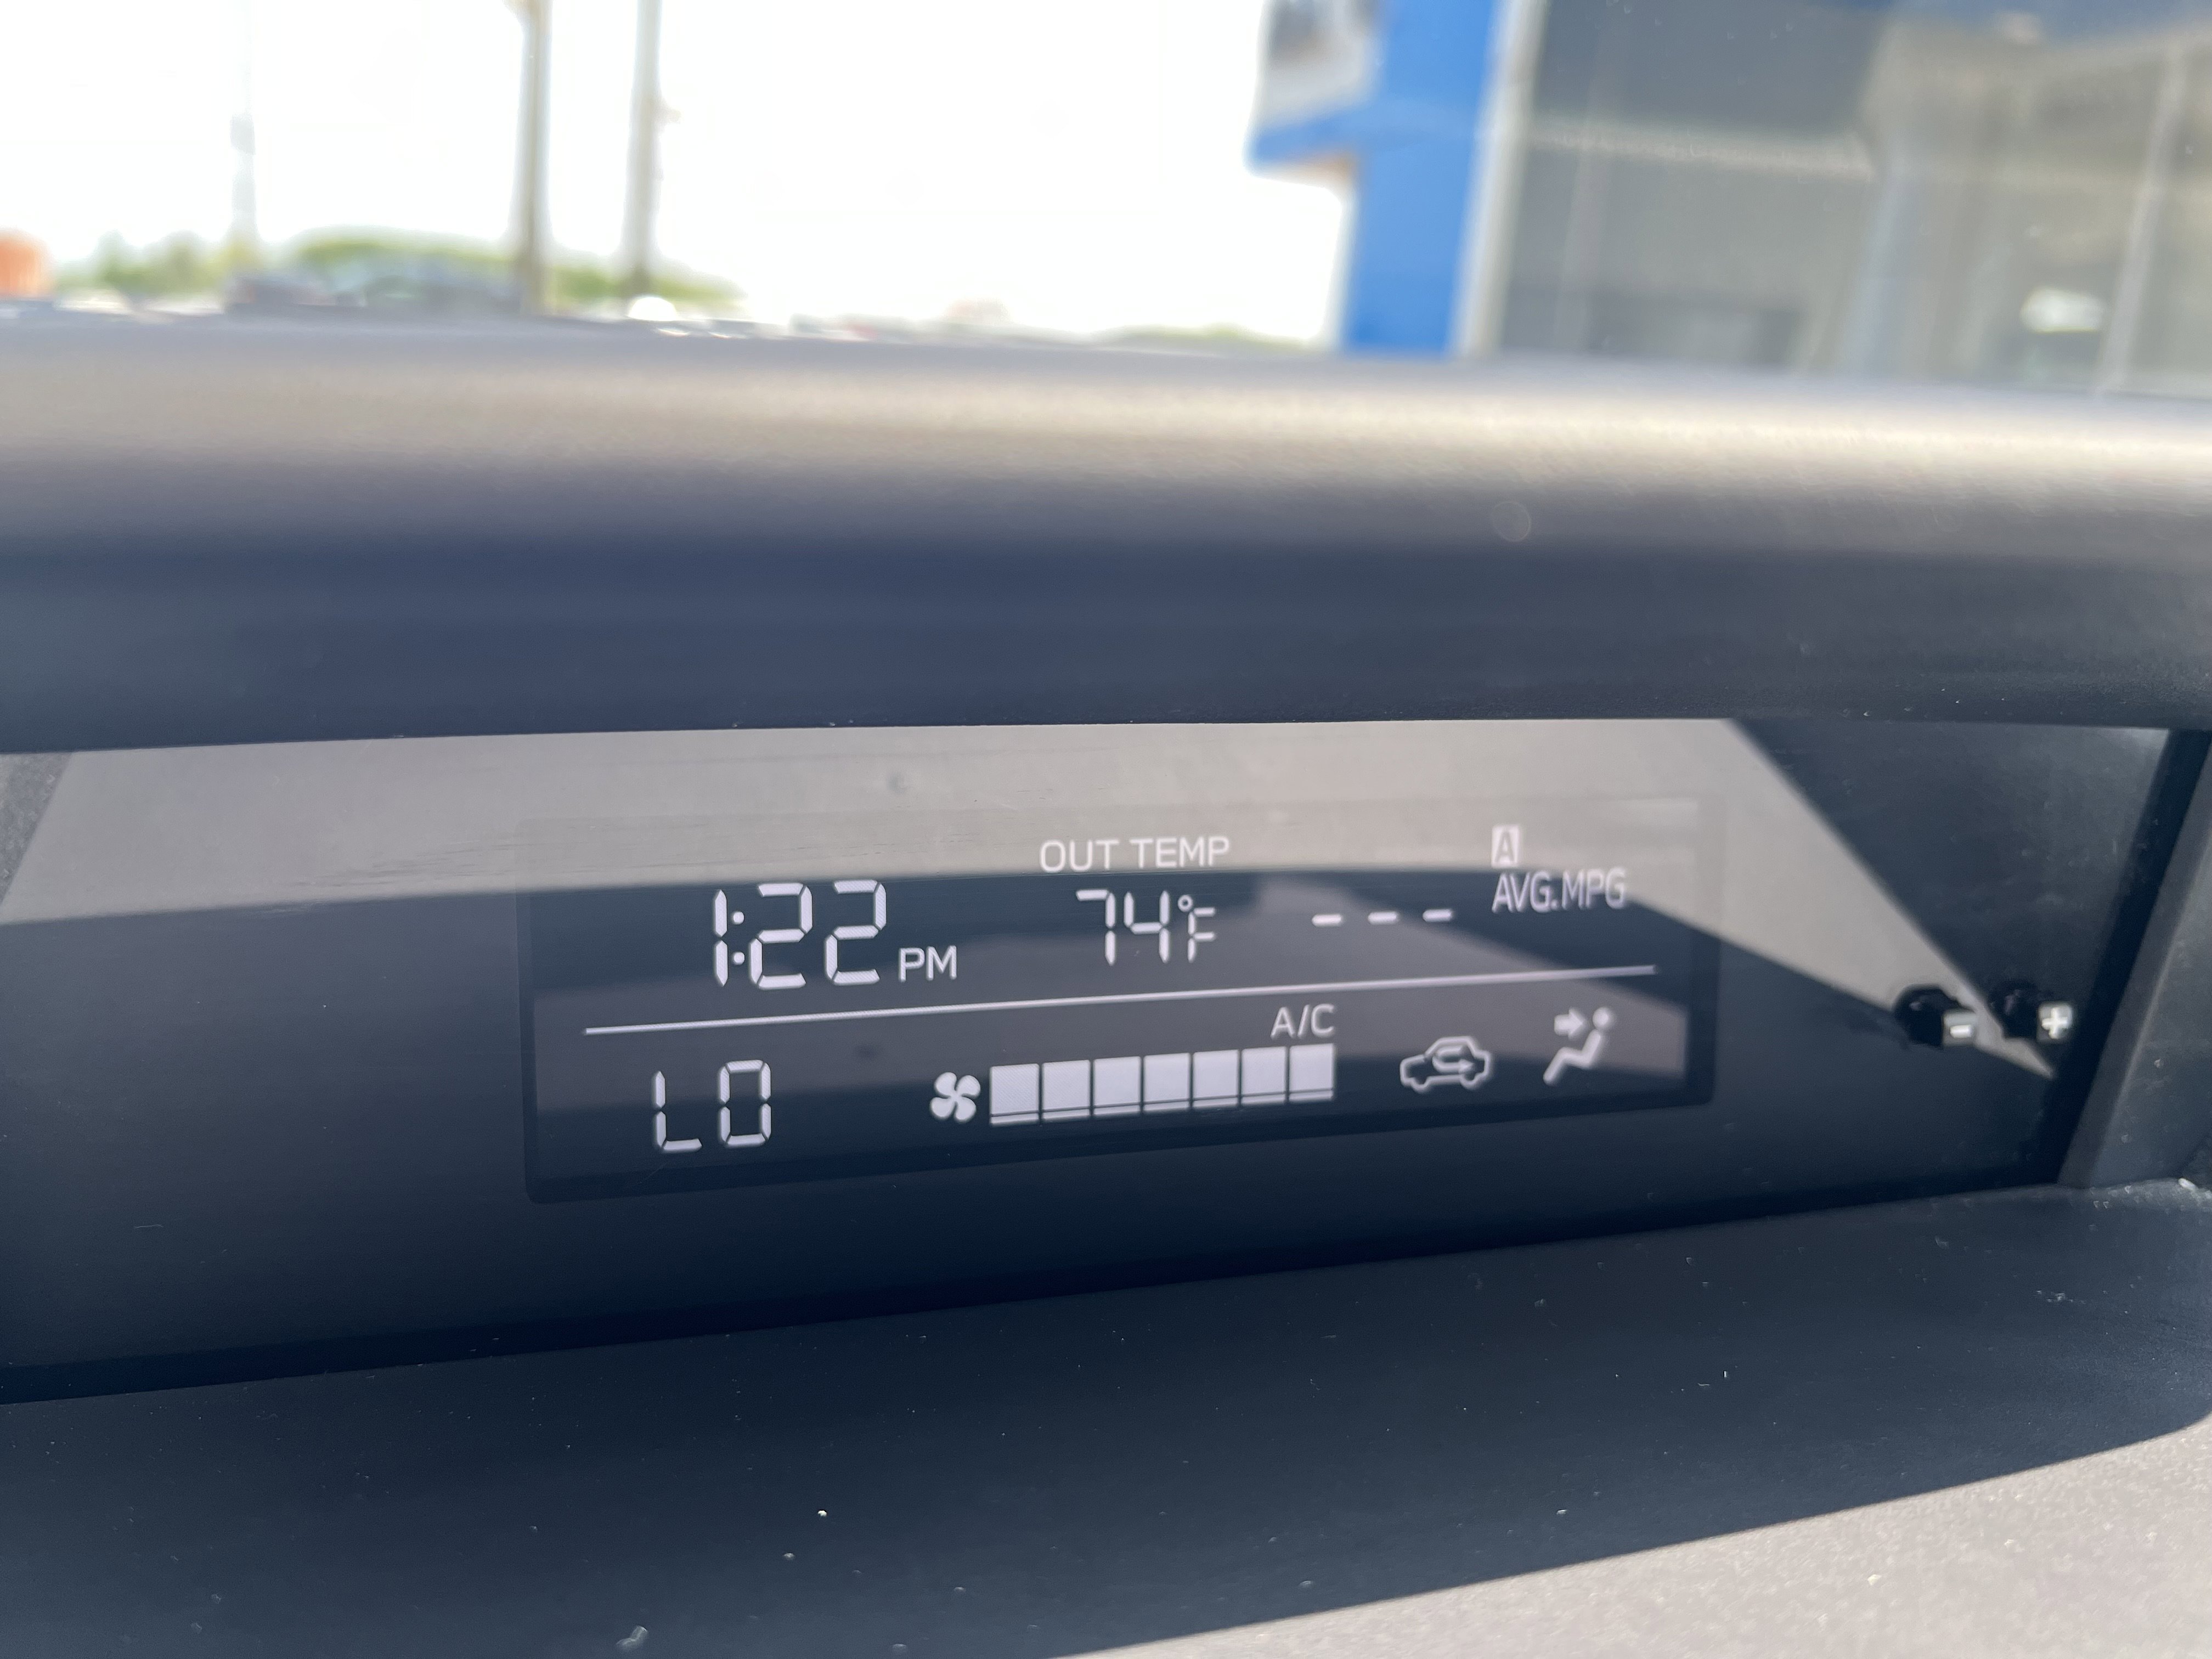 OUT TEMP
A
1:22 PM 74°F --- AVG.MPG
A/C
LO
- +